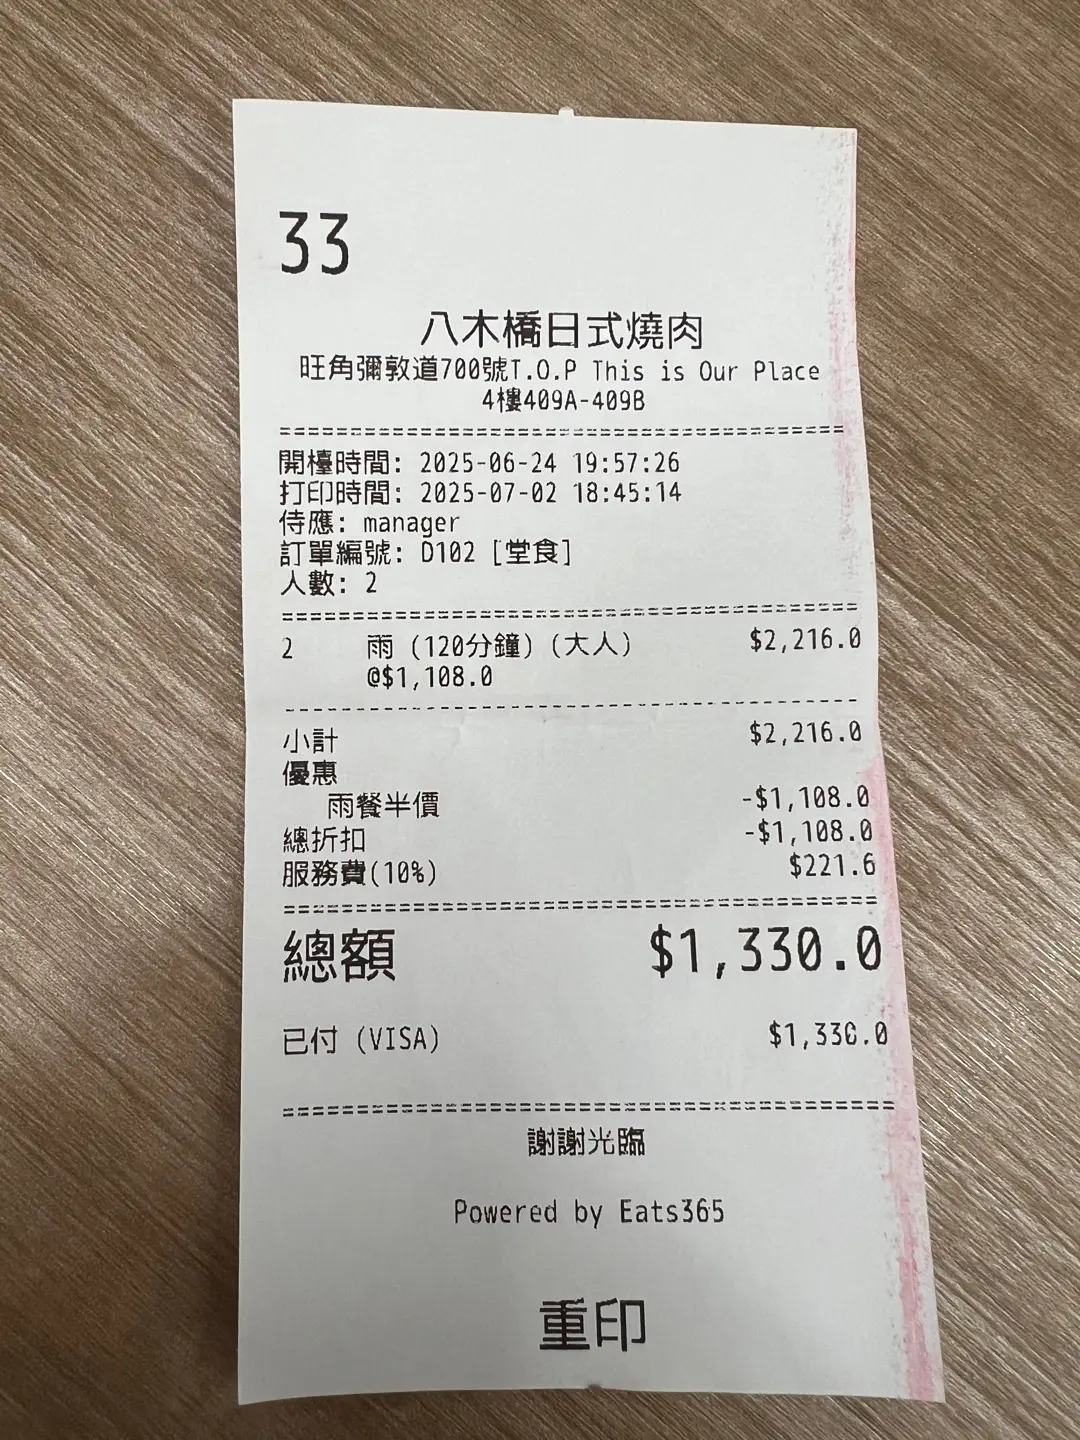 33
八木橋日式燒肉
旺角彌敦道700號T.O.P This is Our Place
4樓409A-409B
開檯時間: 2025-06-24 19:57:26
打印時間: 2025-07-02 18:45:14
侍應: manager
訂單編號: D102 [堂食]
人數: 2
2 雨 (120分鐘) (大人) $2,216.0
@$1,108.0
小計 $2,216.0
優惠
雨餐半價 -$1,108.0
總折扣 -$1,108.0
服務費(10%) $221.6
總額 $1,330.0
已付 (VISA) $1,330.0
謝謝光臨
Powered by Eats365
重印